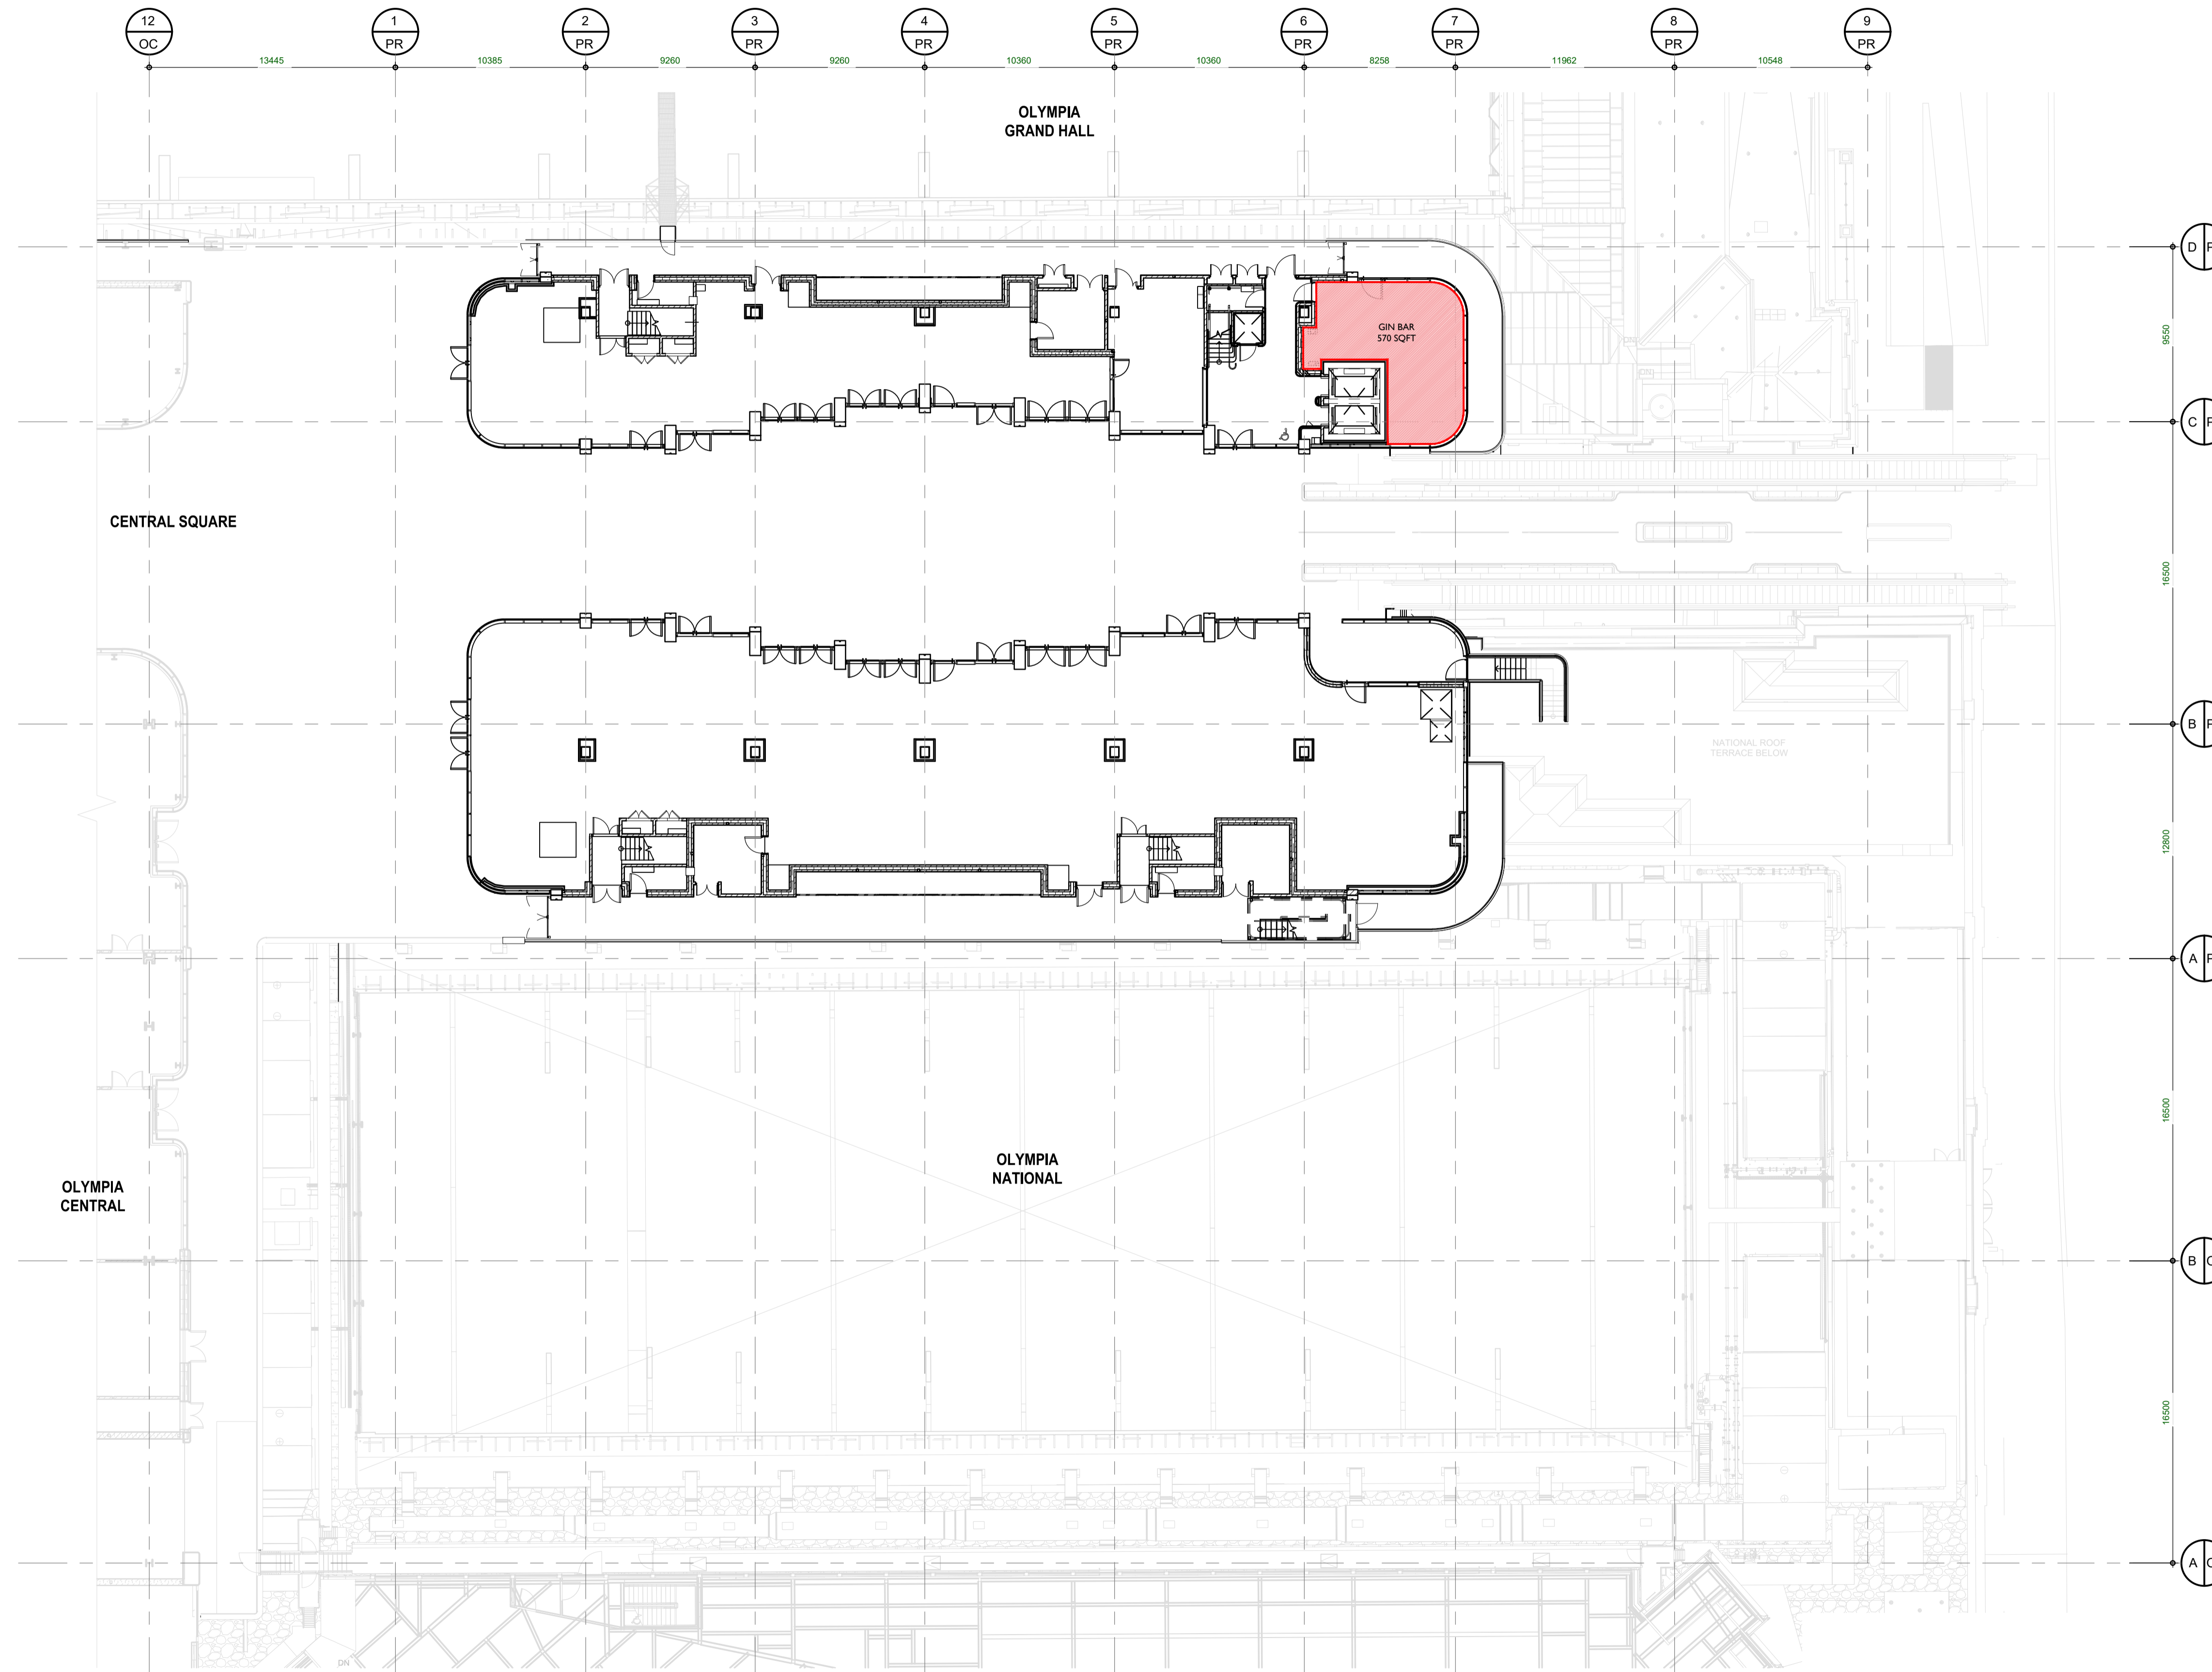 12
OC
1
PR
2
PR
3
PR
4
PR
5
PR
6
PR
7
PR
8
PR
9
PR
13445
10385
9260
9260
10360
10360
8258
11962
10548
OLYMPIA
GRAND HALL
D
GIN BAR
570 SQFT
9550
DN
C
CENTRAL SQUARE
16500
B
NATIONAL ROOF
TERRACE BELOW
12800
A
16500
OLYMPIA
NATIONAL
OLYMPIA
CENTRAL
B
16500
A
DN